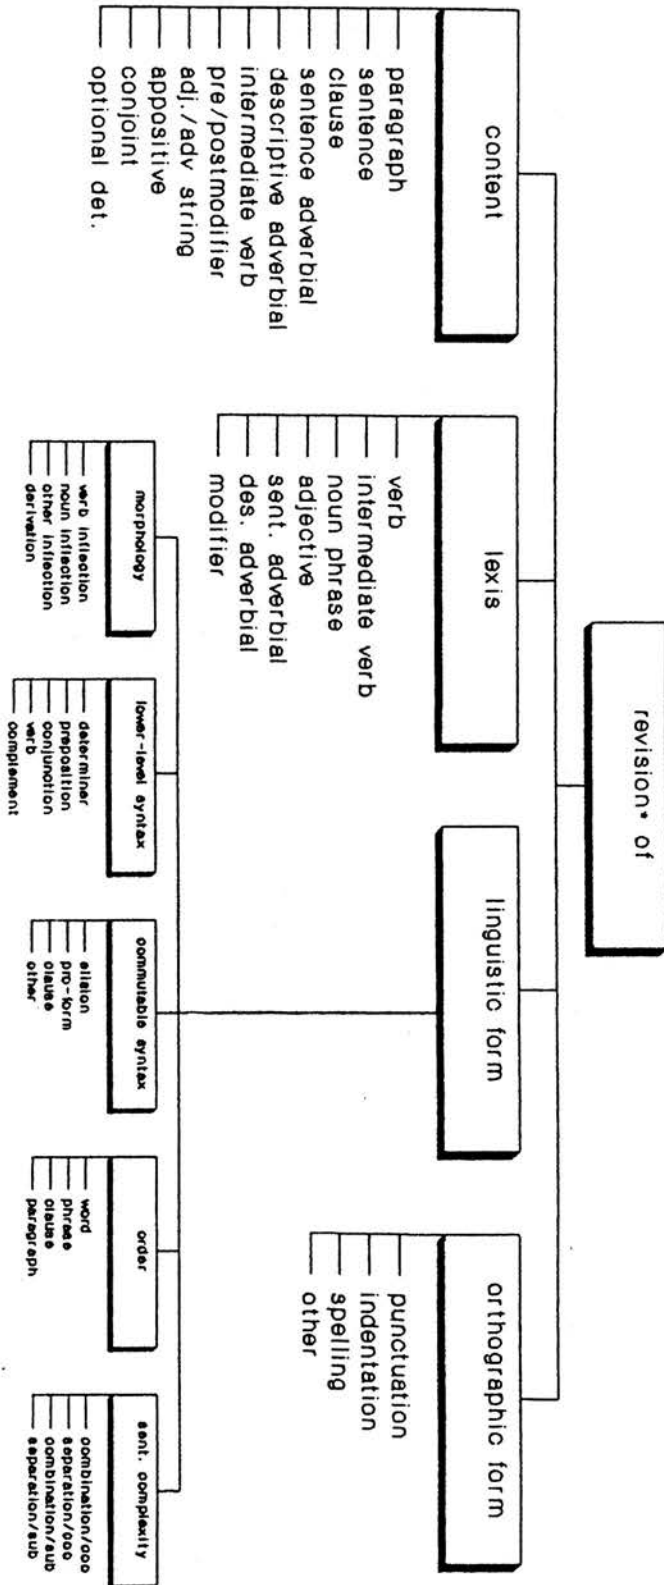 revision* of
content
paragraph
sentence
clause
sentence adverbial
descriptive adverbial
intermediate verb
pre/postmodifier
adj./adv string
appositive
conjoint
optional det.
lexis
verb
intermediate verb
noun phrase
adjective
sent. adverbial
des. adverbial
modifier
linguistic form
orthographic form
punctuation
indentation
spelling
other
morphology
verb inflection
noun inflection
other inflection
derivation
lower-level syntax
determiner
preposition
conjunction
verb
complement
commutable syntax
elision
pro-form
clause
other
order
word
phrase
clause
paragraph
sent. complexity
combination/coo
separation/coo
combination/sub
separation/sub